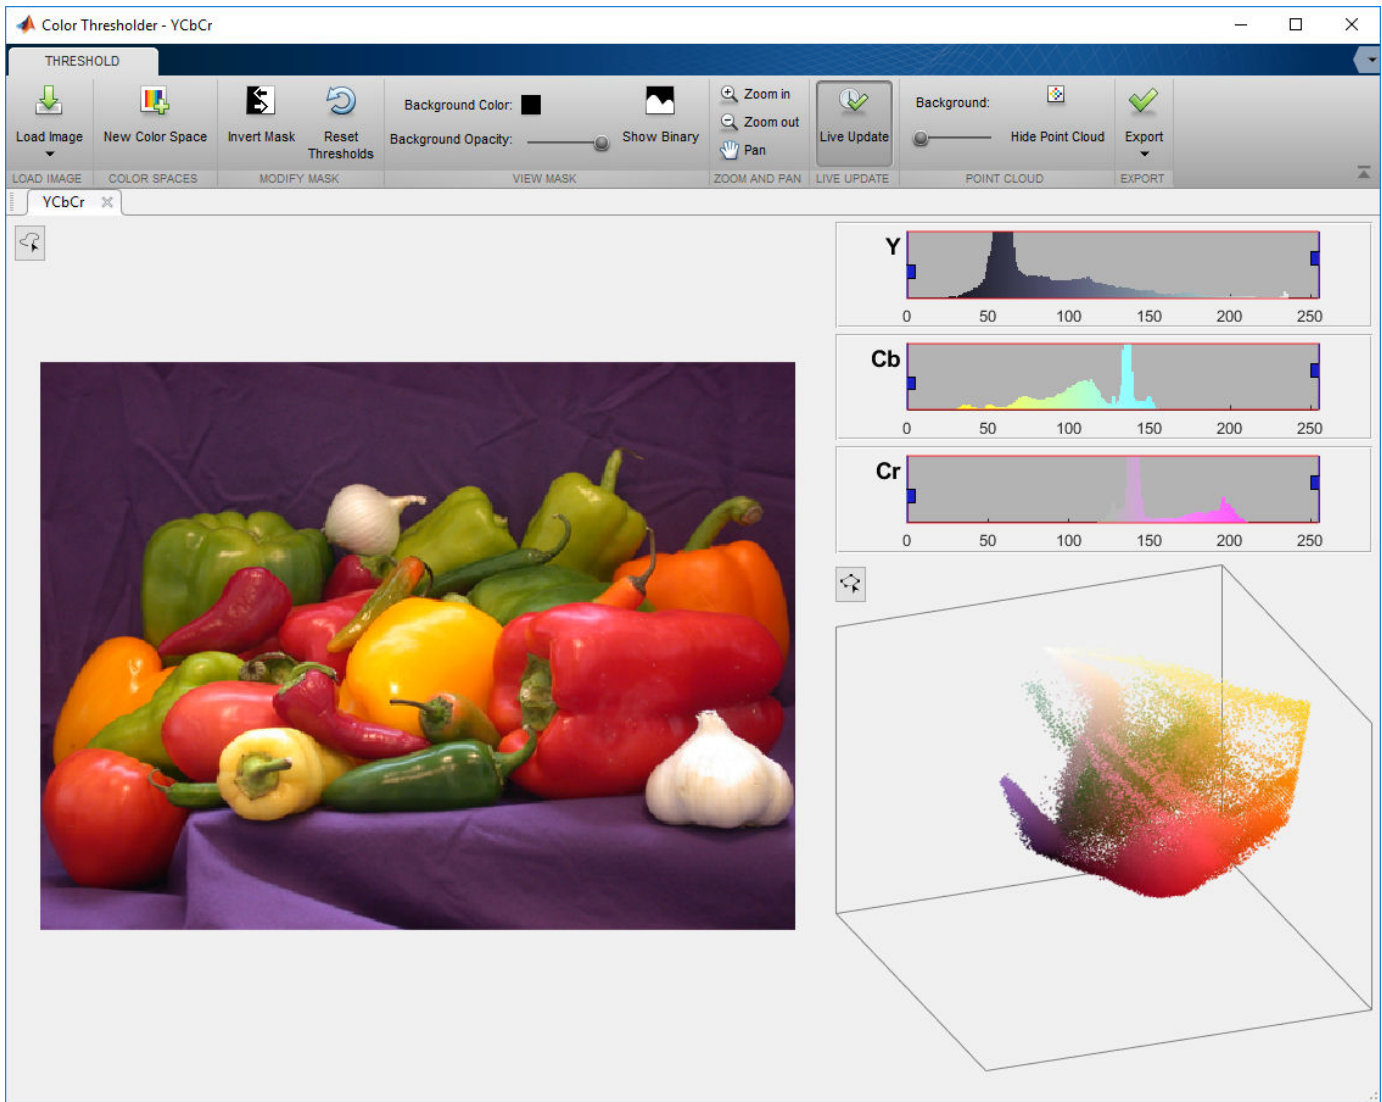 Color Thresholder - YCbCr
THRESHOLD
Load Image
New Color Space
Invert Mask
Reset
Thresholds
Background Color:
Background Opacity:
Show Binary
Zoom in
Zoom out
Pan
Live Update
Background:
Hide Point Cloud
Export
LOAD IMAGE
COLOR SPACES
MODIFY MASK
VIEW MASK
ZOOM AND PAN
LIVE UPDATE
POINT CLOUD
EXPORT
YCbCr
Y
0 50 100 150 200 250
Cb
0 50 100 150 200 250
Cr
0 50 100 150 200 250